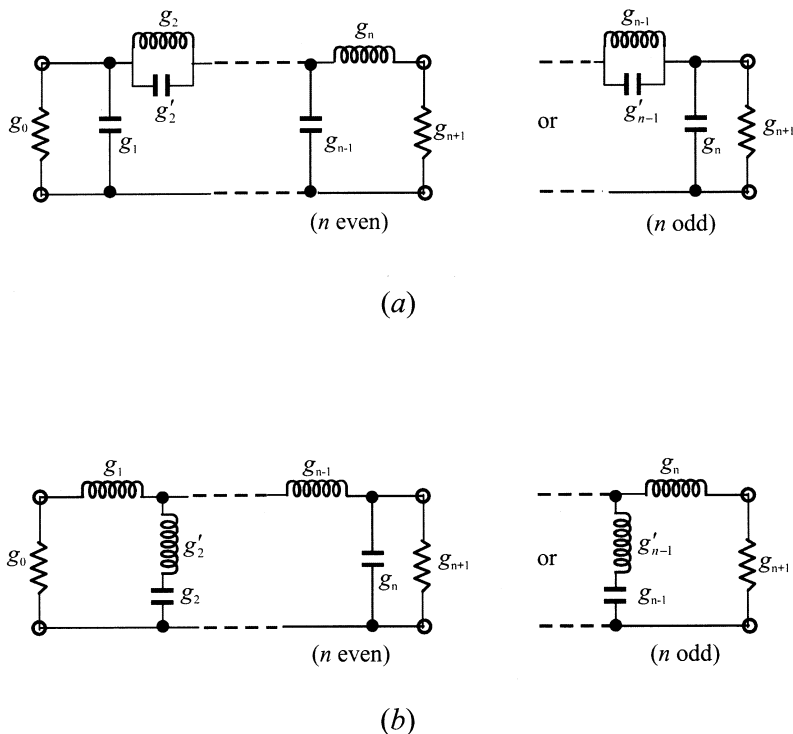 g₂ gₙ gₙ₋₁
g′₂ g′ₙ₋₁
g₀ g₁ gₙ₋₁ gₙ₊₁ or gₙ gₙ₊₁
(n even) (n odd)
(a)
g₁ gₙ₋₁ gₙ
g₀ g′₂ gₙ gₙ₊₁ or g′ₙ₋₁ gₙ₊₁
g₂ gₙ₋₁
(n even) (n odd)
(b)